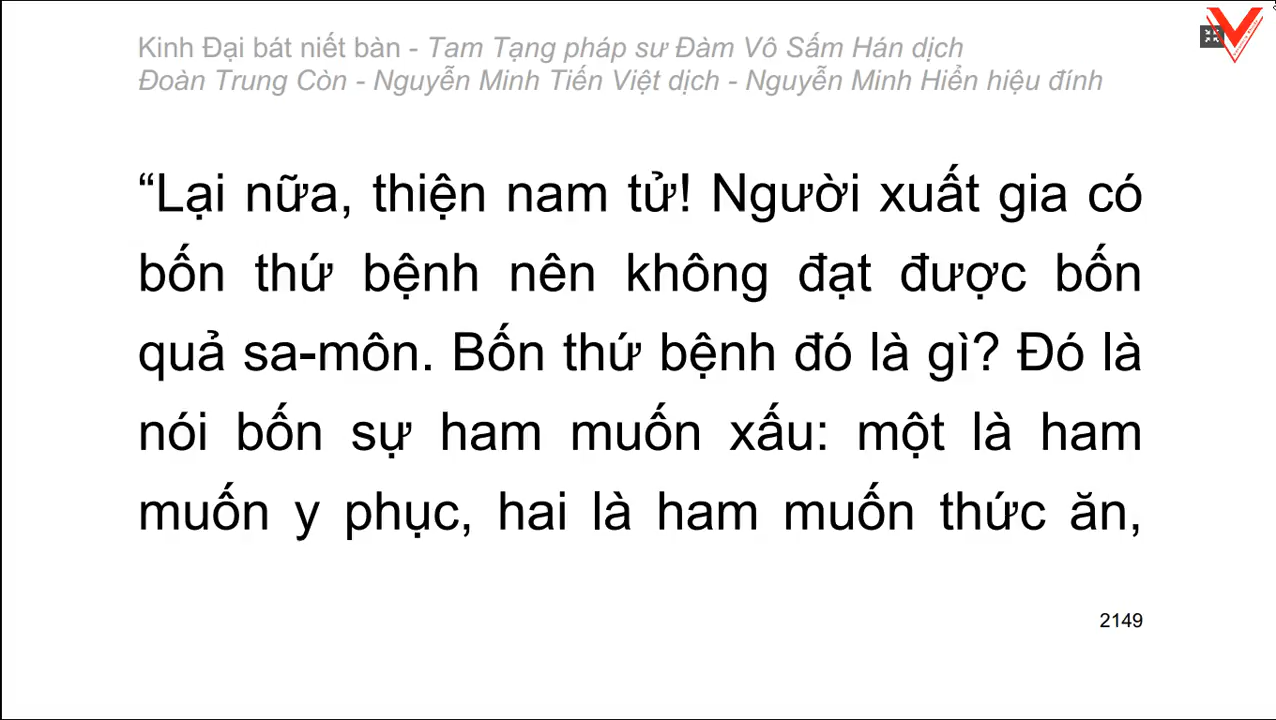 Kinh Đại bát niết bàn - Tam Tạng pháp sư Đàm Vô Sấm Hán dịch
Đoàn Trung Còn - Nguyễn Minh Tiến Việt dịch - Nguyễn Minh Hiển hiệu đính
“Lại nữa, thiện nam tử! Người xuất gia có
bốn thứ bệnh nên không đạt được bốn
quả sa-môn. Bốn thứ bệnh đó là gì? Đó là
nói bốn sự ham muốn xấu: một là ham
muốn y phục, hai là ham muốn thức ăn,
2149